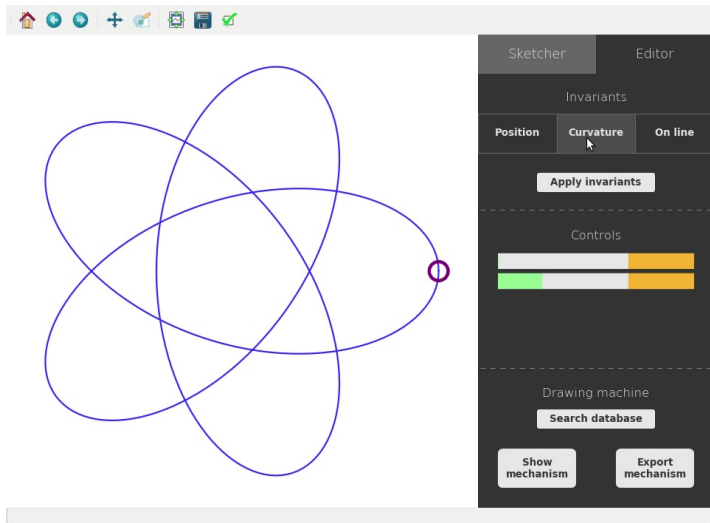 Sketcher Editor
Invariants
Position Curvature On line
Apply invariants
Controls
Drawing machine
Search database
Show Export
mechanism mechanism